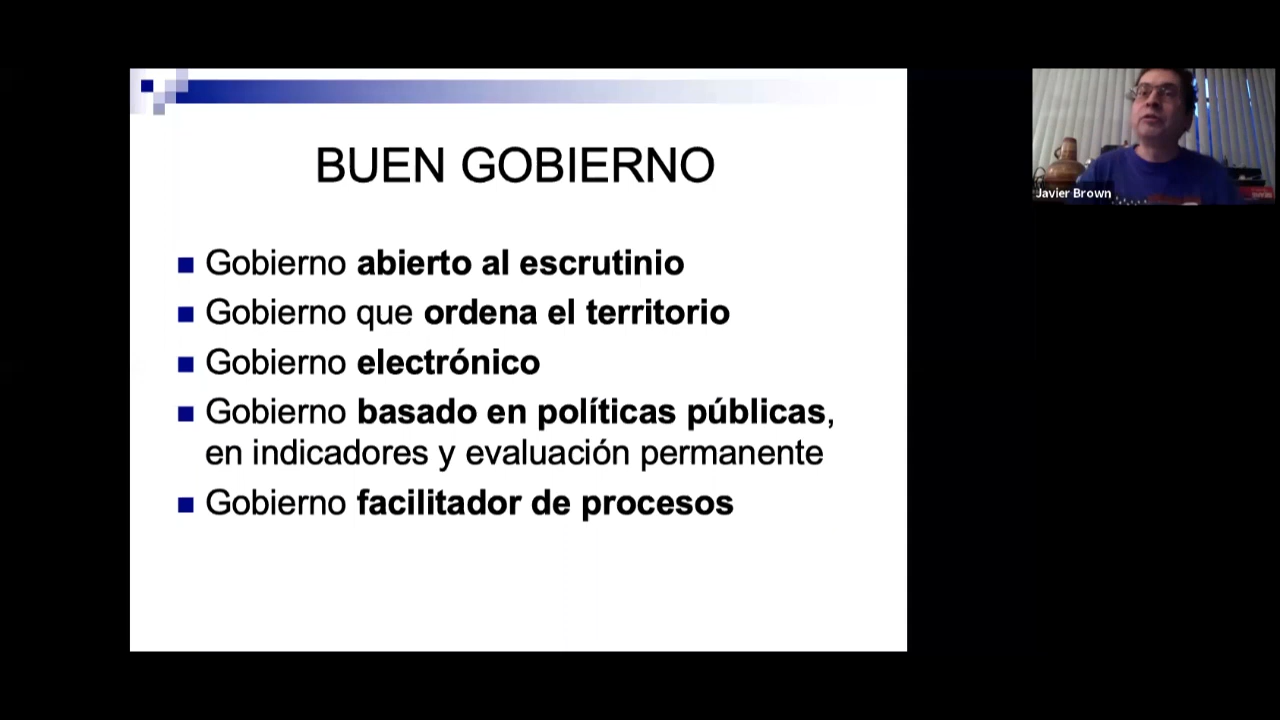 BUEN GOBIERNO
Gobierno abierto al escrutinio
Gobierno que ordena el territorio
Gobierno electrónico
Gobierno basado en políticas públicas,
en indicadores y evaluación permanente
Gobierno facilitador de procesos
Javier Brown